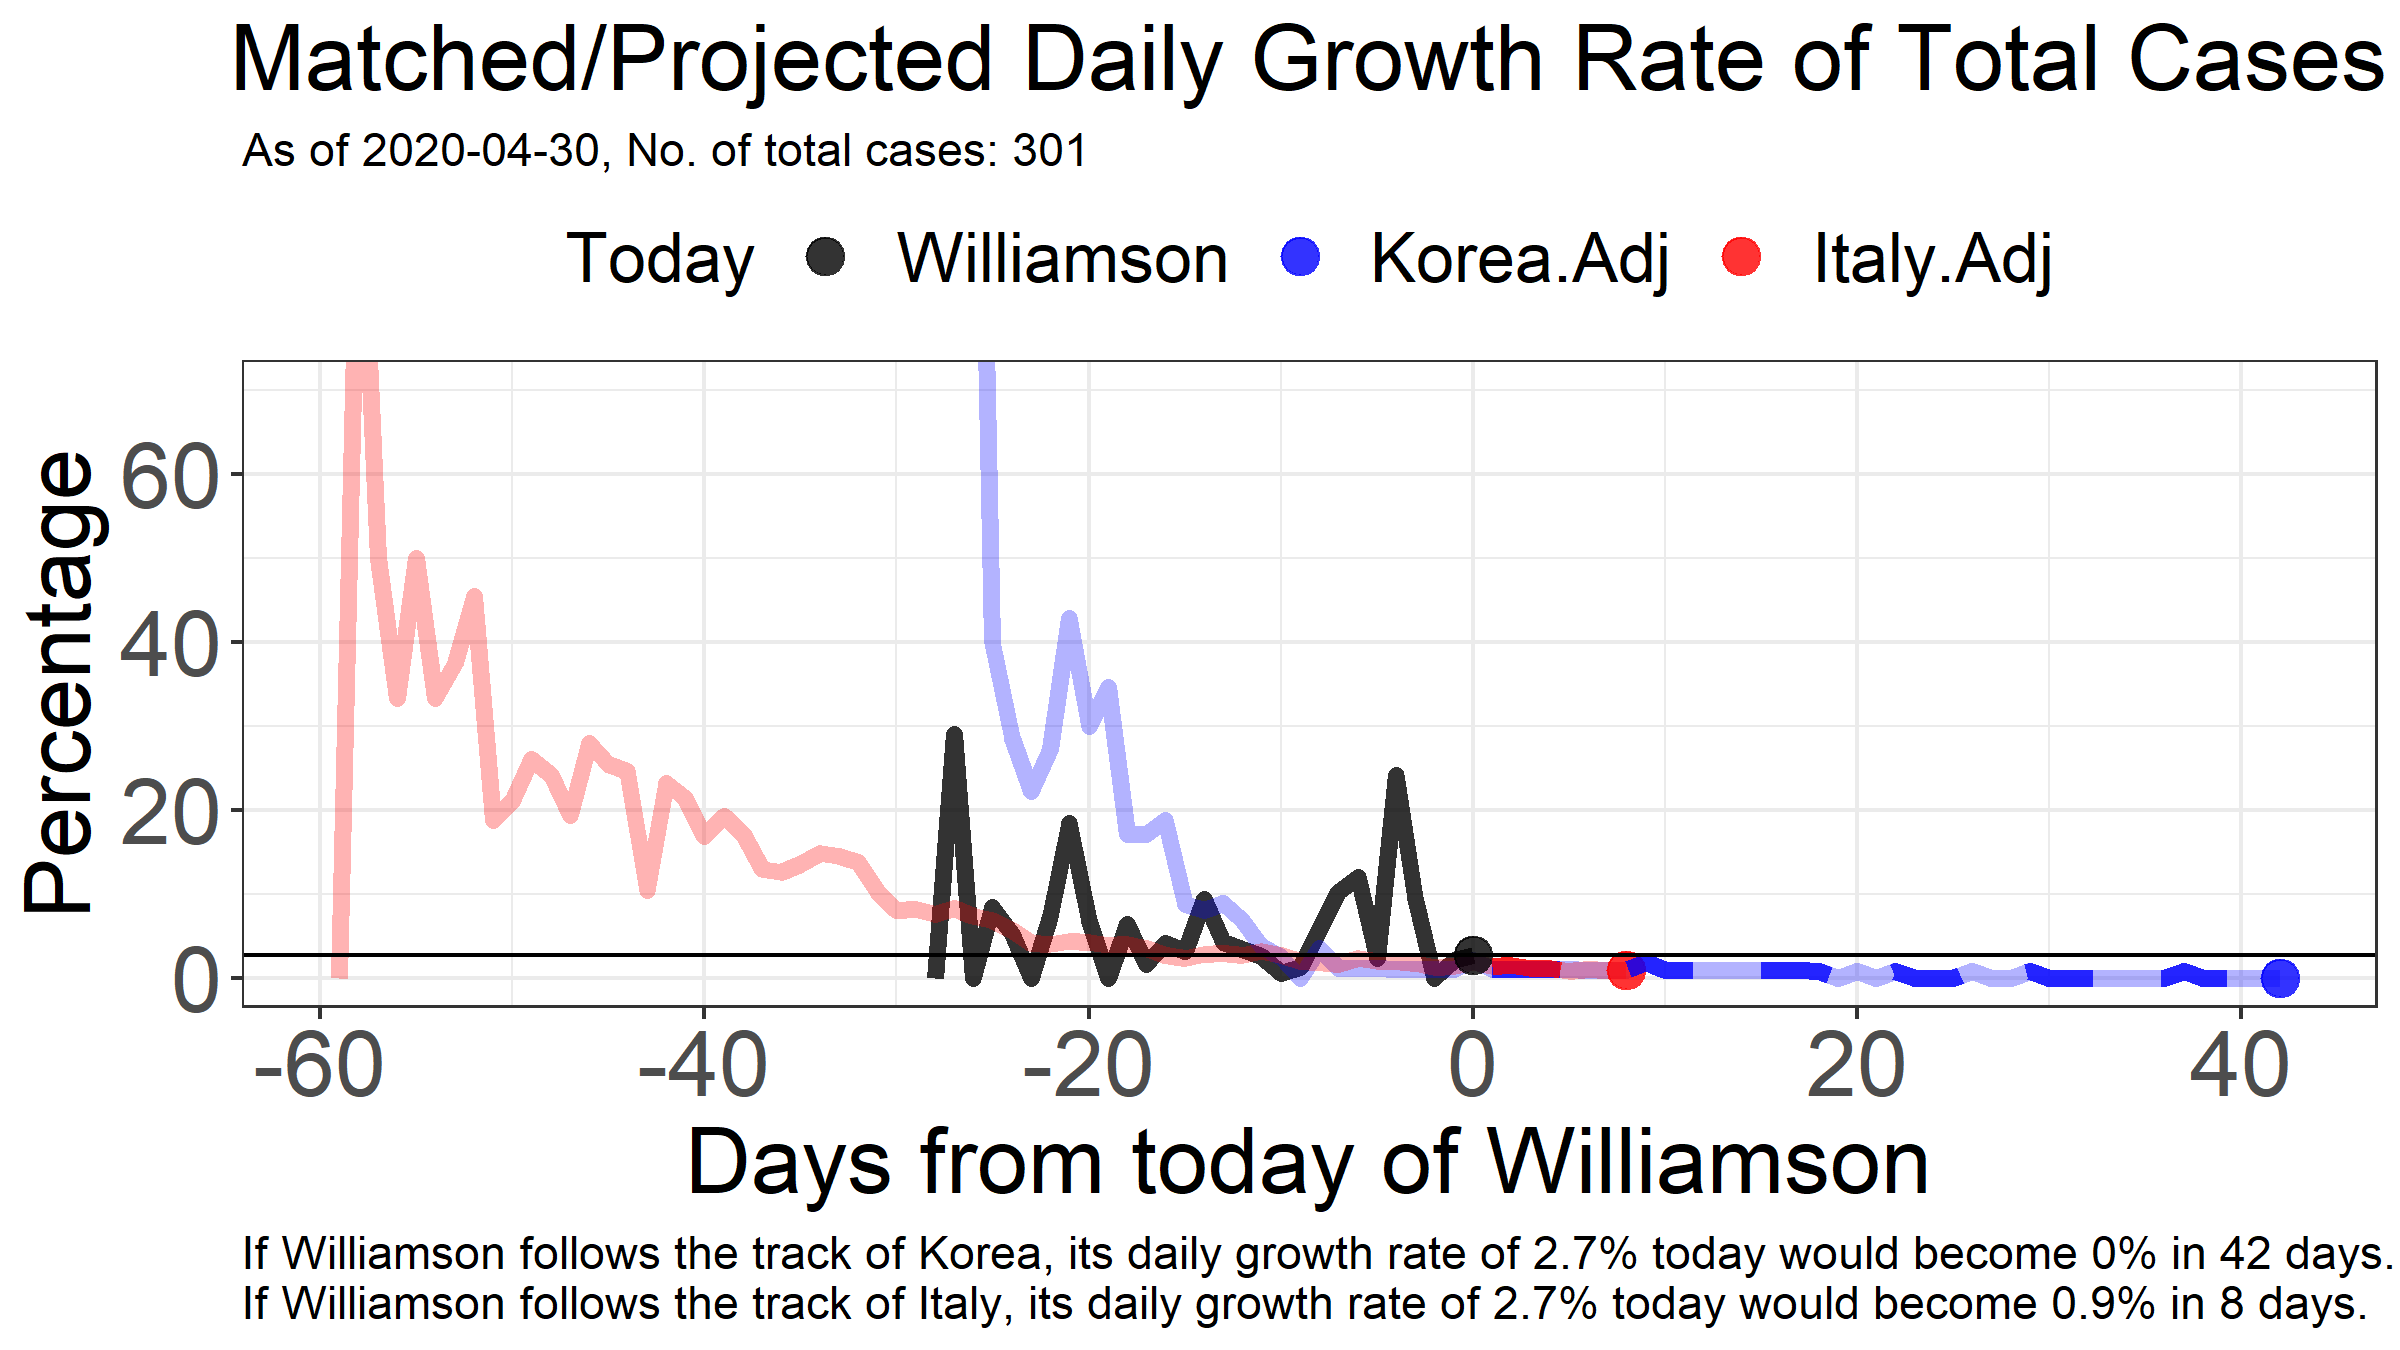 Matched/Projected Daily Growth Rate of Total Cases
As of 2020-04-30, No. of total cases: 301
Today Williamson Korea.Adj Italy.Adj
Percentage
60
40
20
0
-60 -40 -20 0 20 40
Days from today of Williamson
If Williamson follows the track of Korea, its daily growth rate of 2.7% today would become 0% in 42 days.
If Williamson follows the track of Italy, its daily growth rate of 2.7% today would become 0.9% in 8 days.